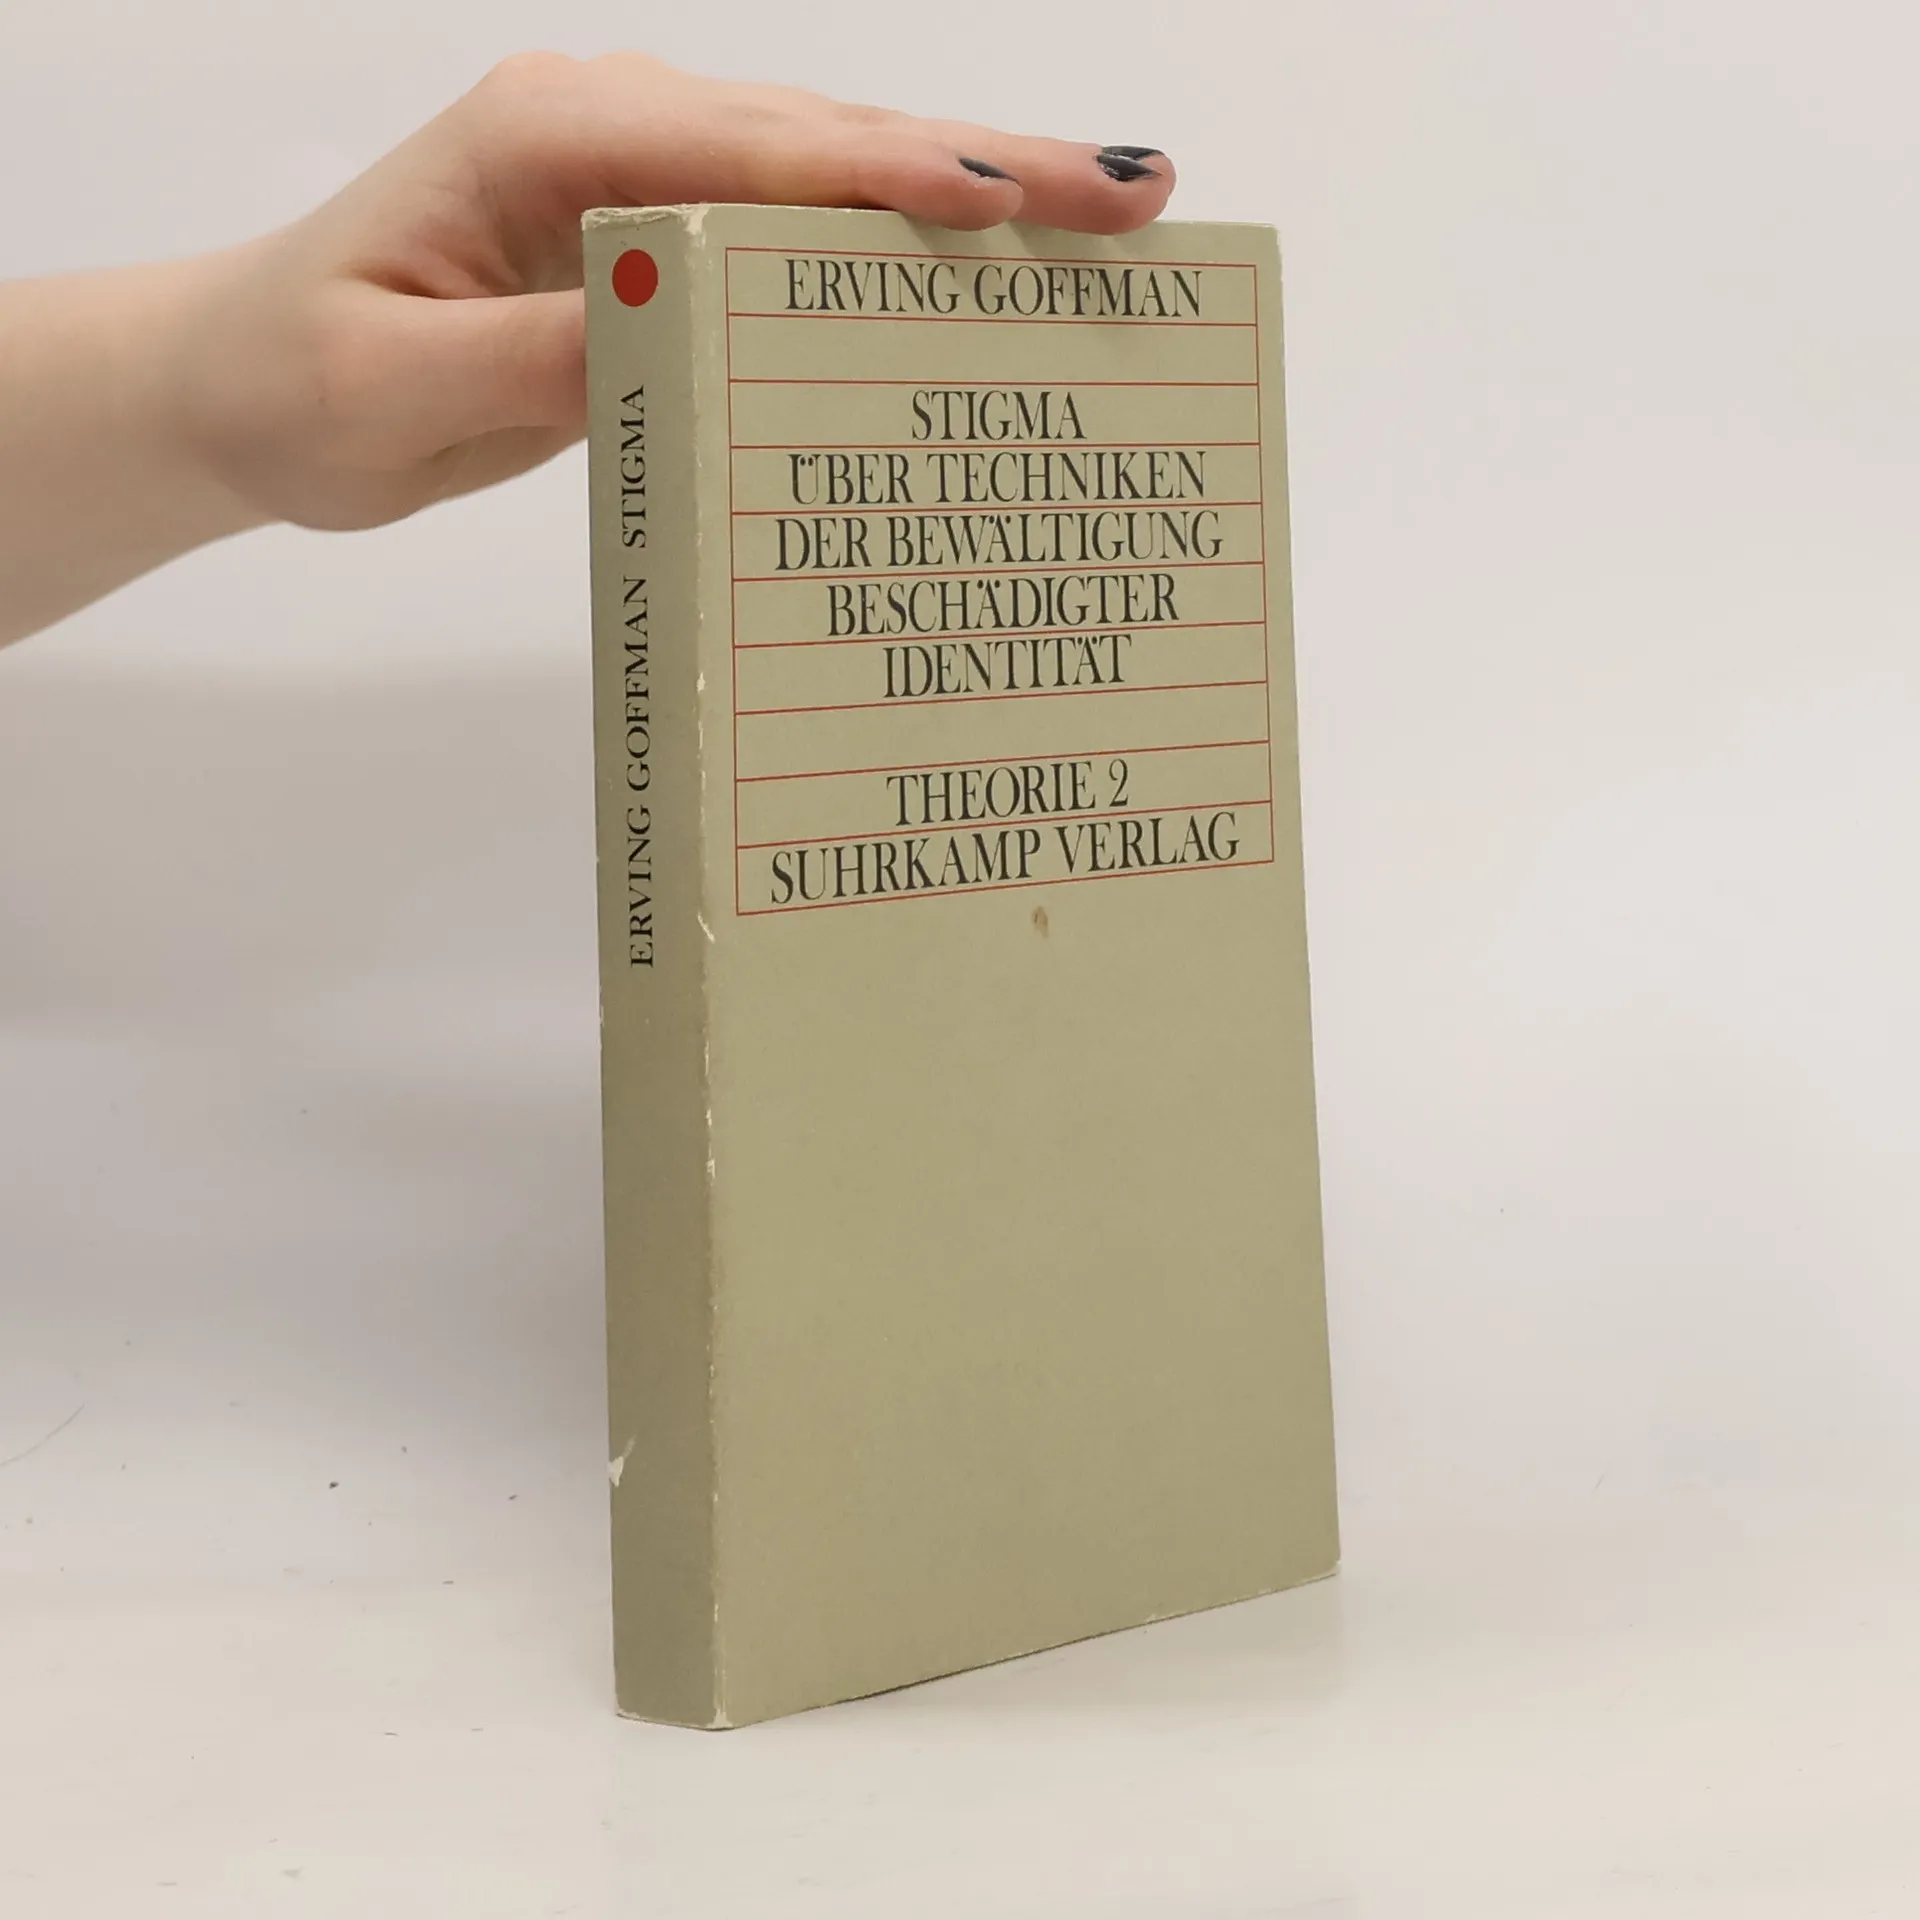 ERVING GOFFMAN STIGMA
ERVING GOFFMAN
STIGMA
ÜBER TECHNIKEN
DER BEWÄLTIGUNG
BESCHÄDIGTER
IDENTITÄT
THEORIE 2
SUHRKAMP VERLAG